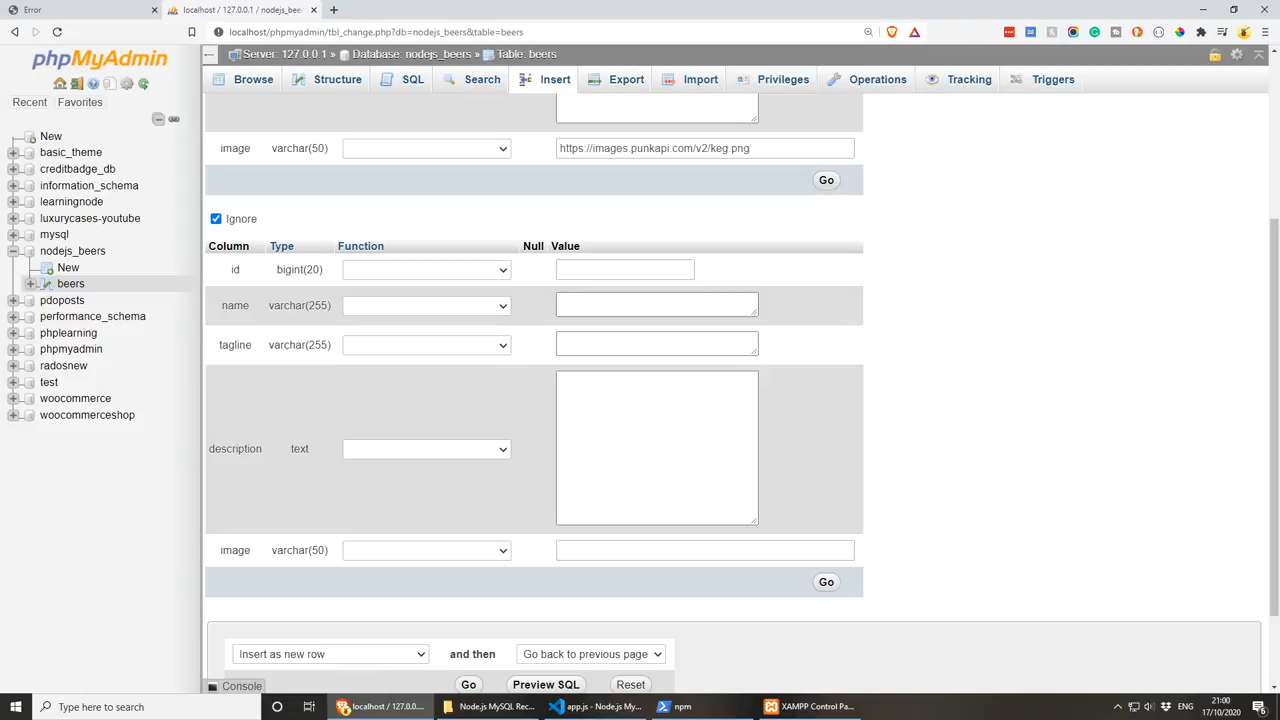 Error
localhost / 127.0.0.1 / nodejs_bee
localhost/phpmyadmin/tbl_change.php?db=nodejs_beers&table=beers
phpMyAdmin
Recent Favorites
New
basic_theme
creditbadge_db
information_schema
learningnode
luxurycases-youtube
mysql
nodejs_beers
New
beers
pdoposts
performance_schema
phplearning
phpmyadmin
radosnew
test
woocommerce
woocommerceshop
Server: 127.0.0.1 » Database: nodejs_beers » Table: beers
Browse Structure SQL Search Insert Export Import Privileges Operations Tracking Triggers
image varchar(50) https://images.punkapi.com/v2/keg.png
Go
Ignore
Column Type Function Null Value
id bigint(20)
name varchar(255)
tagline varchar(255)
description text
image varchar(50)
Go
Insert as new row and then Go back to previous page
Go Preview SQL Reset
Console
Type here to search
localhost / 127.0.0....
Node.js MySQL Rec...
app.js - Node.js My...
npm
XAMPP Control Pa...
ENG
21:00
17/10/2020
6